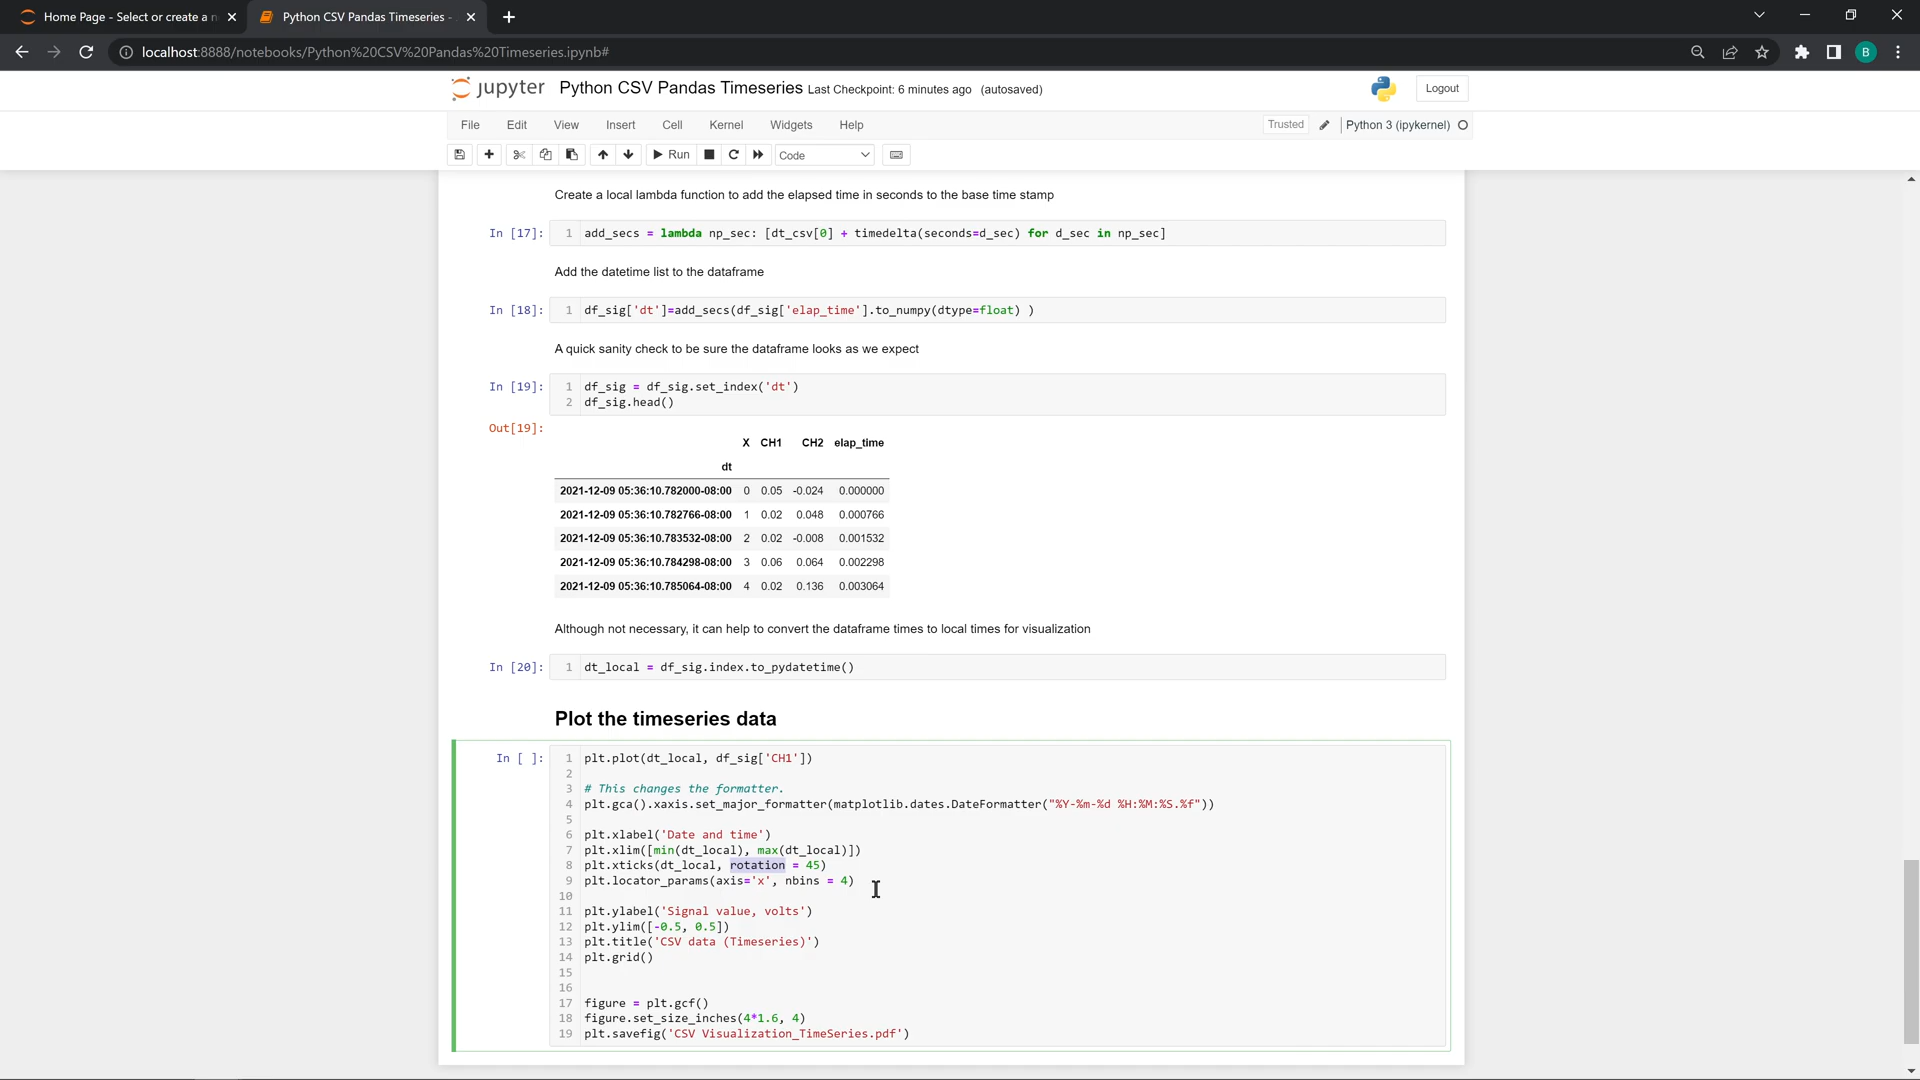 Home Page - Select or create a n
Python CSV Pandas Timeseries -
localhost:8888/notebooks/Python%20CSV%20Pandas%20Timeseries.ipynb#
B
jupyter Python CSV Pandas Timeseries Last Checkpoint: 6 minutes ago (autosaved)
Logout
File Edit View Insert Cell Kernel Widgets Help
Trusted Python 3 (ipykernel)
Run Code
Create a local lambda function to add the elapsed time in seconds to the base time stamp
In [17]: 1 add_secs = lambda np_sec: [dt_csv[0] + timedelta(seconds=d_sec) for d_sec in np_sec]
Add the datetime list to the dataframe
In [18]: 1 df_sig['dt']=add_secs(df_sig['elap_time'].to_numpy(dtype=float) )
A quick sanity check to be sure the dataframe looks as we expect
In [19]: 1 df_sig = df_sig.set_index('dt')
2 df_sig.head()
Out[19]:
X CH1 CH2 elap_time
dt
2021-12-09 05:36:10.782000-08:00 0 0.05 -0.024 0.000000
2021-12-09 05:36:10.782766-08:00 1 0.02 0.048 0.000766
2021-12-09 05:36:10.783532-08:00 2 0.02 -0.008 0.001532
2021-12-09 05:36:10.784298-08:00 3 0.06 0.064 0.002298
2021-12-09 05:36:10.785064-08:00 4 0.02 0.136 0.003064
Although not necessary, it can help to convert the dataframe times to local times for visualization
In [20]: 1 dt_local = df_sig.index.to_pydatetime()
Plot the timeseries data
In [ ]: 1 plt.plot(dt_local, df_sig['CH1'])
2
3 # This changes the formatter.
4 plt.gca().xaxis.set_major_formatter(matplotlib.dates.DateFormatter("%Y-%m-%d %H:%M:%S.%f"))
5
6 plt.xlabel('Date and time')
7 plt.xlim([min(dt_local), max(dt_local)])
8 plt.xticks(dt_local, rotation = 45)
9 plt.locator_params(axis='x', nbins = 4)
10
11 plt.ylabel('Signal value, volts')
12 plt.ylim([-0.5, 0.5])
13 plt.title('CSV data (Timeseries)')
14 plt.grid()
15
16
17 figure = plt.gcf()
18 figure.set_size_inches(4*1.6, 4)
19 plt.savefig('CSV Visualization_TimeSeries.pdf')